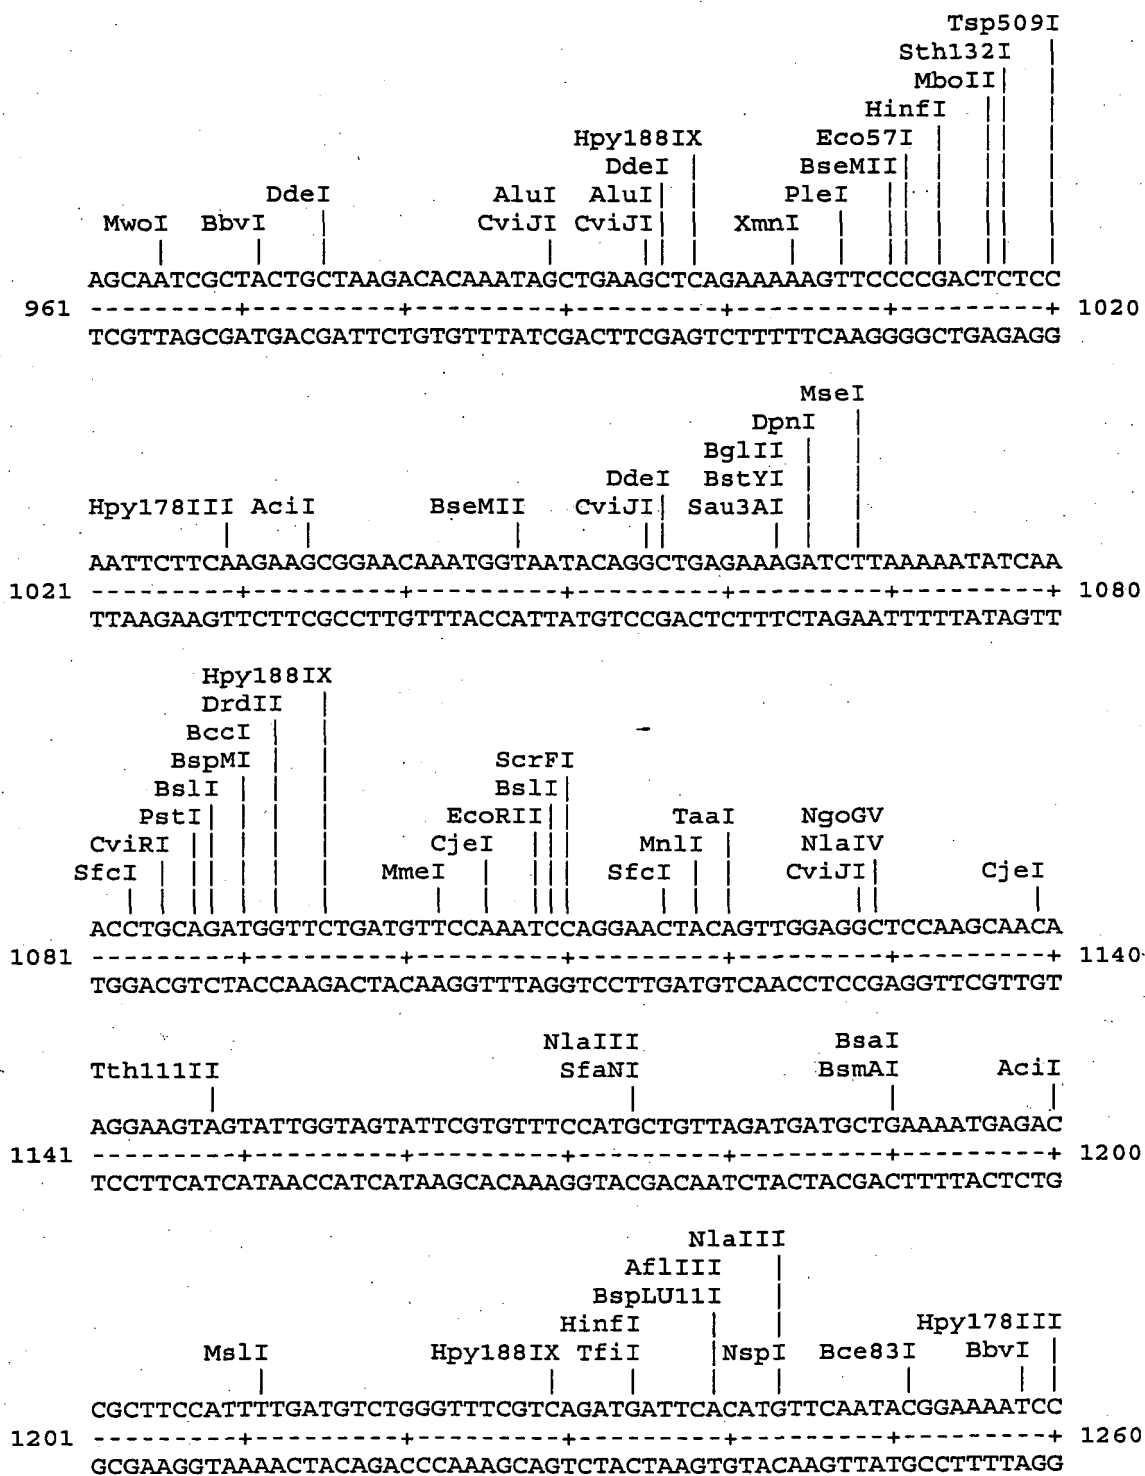 Tsp509I
Sth132I
MboII
HinfI
Hpy188IX Eco57I
DdeI BseMII
DdeI AluI AluI PleI
MwoI BbvI CviJI CviJI XmnI
AGCAATCGCTACTGCTAAGACACAAATAGCTGAAGCTCAGAAAAAGTTCCCCGACTCTCC
961 ---------+---------+---------+---------+---------+---------+ 1020
TCGTTAGCGATGACGATTCTGTGTTTATCGACTTCGAGTCTTTTTCAAGGGGCTGAGAGG
MseI
DpnI
BglII
DdeI BstYI
Hpy178III AciI BseMII CviJI Sau3AI
AATTCTTCAAGAAGCGGAACAAATGGTAATACAGGCTGAGAAAGATCTTAAAAATATCAA
1021 ---------+---------+---------+---------+---------+---------+ 1080
TTAAGAAGTTCTTCGCCTTGTTTACCATTATGTCCGACTCTTTCTAGAATTTTTATAGTT
Hpy188IX
DrdII
BccI
BspMI ScrFI
BslI BslI
PstI EcoRII TaaI NgoGV
CviRI CjeI MnlI NlaIV
SfcI MmeI SfcI CviJI CjeI
ACCTGCAGATGGTTCTGATGTTCCAAATCCAGGAACTACAGTTGGAGGCTCCAAGCAACA
1081 ---------+---------+---------+---------+---------+---------+ 1140
TGGACGTCTACCAAGACTACAAGGTTTAGGTCCTTGATGTCAACCTCCGAGGTTCGTTGT
NlaIII BsaI
Tth111II SfaNI BsmAI AciI
AGGAAGTAGTATTGGTAGTATTCGTGTTTCCATGCTGTTAGATGATGCTGAAAATGAGAC
1141 ---------+---------+---------+---------+---------+---------+ 1200
TCCTTCATCATAACCATCATAAGCACAAAGGTACGACAATCTACTACGACTTTTACTCTG
NlaIII
AflIII
BspLU11I
HinfI Hpy178III
MslI Hpy188IX TfiI NspI Bce83I BbvI
CGCTTCCATTTTGATGTCTGGGTTTCGTCAGATGATTCACATGTTCAATACGGAAAATCC
1201 ---------+---------+---------+---------+---------+---------+ 1260
GCGAAGGTAAAACTACAGACCCAAAGCAGTCTACTAAGTGTACAAGTTATGCCTTTTAGG